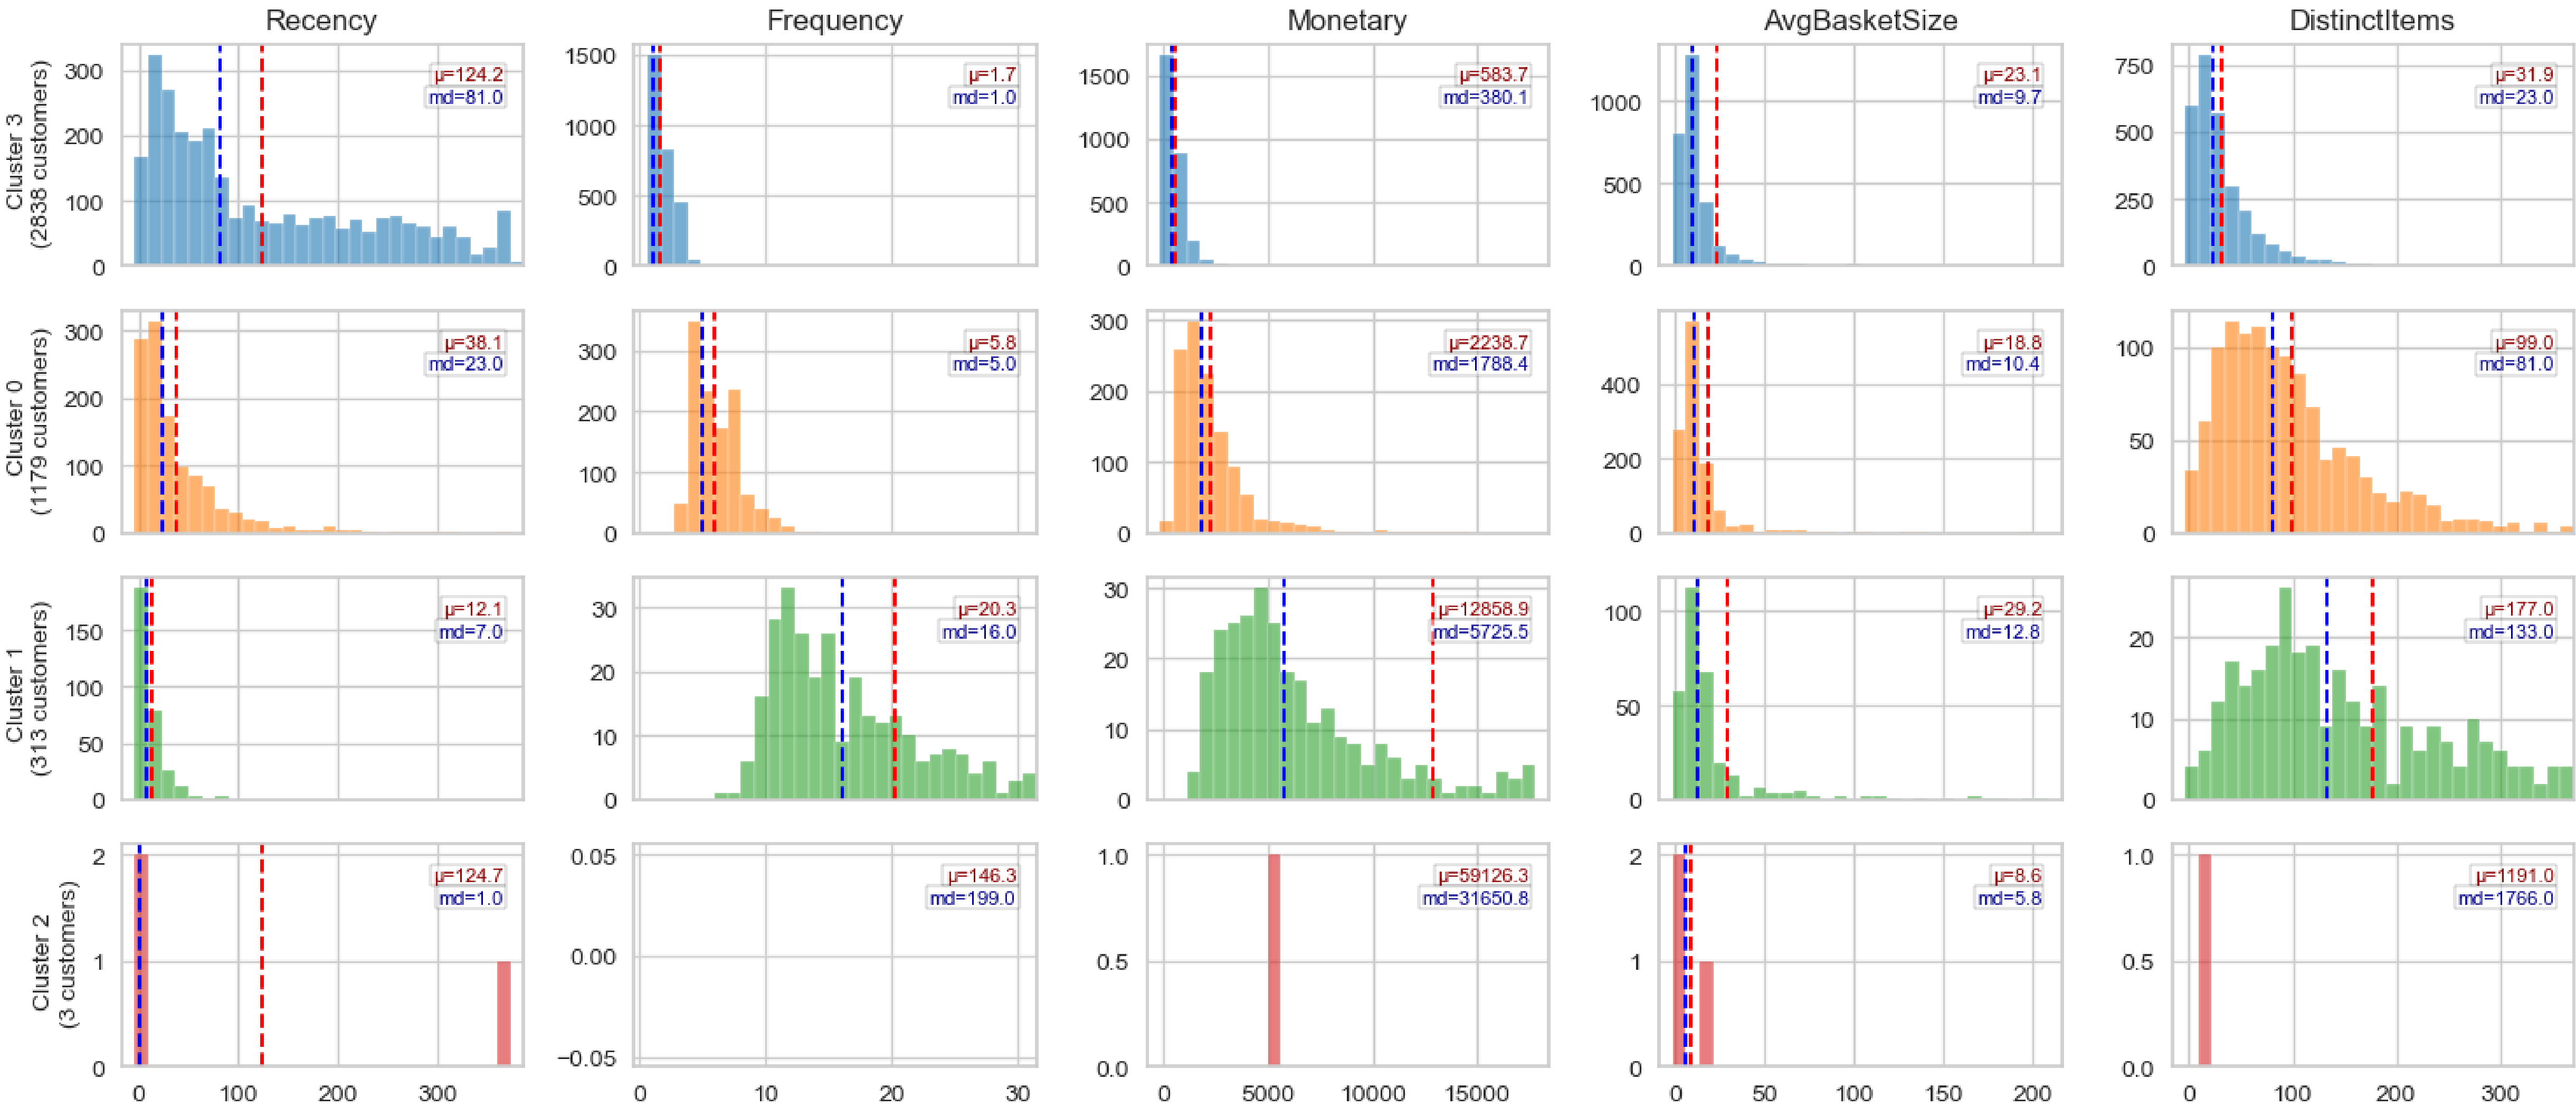 Recency Frequency Monetary AvgBasketSize DistinctItems
Cluster 3
(2838 customers)
300
200
100
0
μ=124.2
md=81.0
1500
1000
500
0
μ=1.7
md=1.0
1500
1000
500
0
μ=583.7
md=380.1
1000
500
0
μ=23.1
md=9.7
750
500
250
0
μ=31.9
md=23.0
Cluster 0
(1179 customers)
300
200
100
0
μ=38.1
md=23.0
300
200
100
0
μ=5.8
md=5.0
300
200
100
0
μ=2238.7
md=1788.4
400
200
0
μ=18.8
md=10.4
100
50
0
μ=99.0
md=81.0
Cluster 1
(313 customers)
150
100
50
0
μ=12.1
md=7.0
30
20
10
0
μ=20.3
md=16.0
30
20
10
0
μ=12858.9
md=5725.5
100
50
0
μ=29.2
md=12.8
20
10
0
μ=177.0
md=133.0
Cluster 2
(3 customers)
2
1
0
μ=124.7
md=1.0
0.05
0.00
−0.05
μ=146.3
md=199.0
1.0
0.5
0.0
μ=59126.3
md=31650.8
2
1
0
μ=8.6
md=5.8
1.0
0.5
0.0
μ=1191.0
md=1766.0
0 100 200 300
0 10 20 30
0 5000 10000 15000
0 50 100 150 200
0 100 200 300